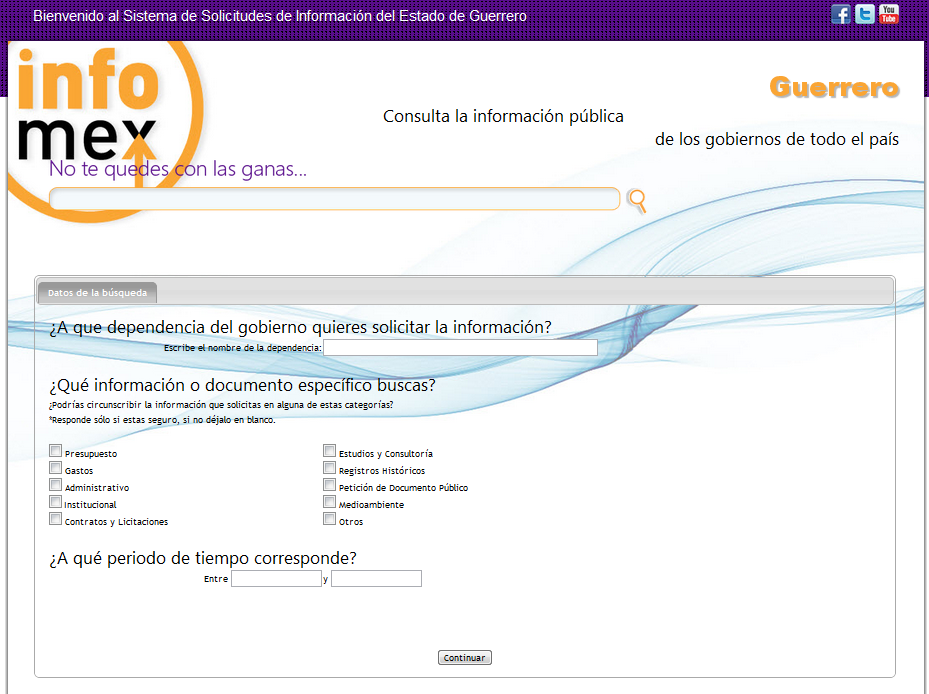 Bienvenido al Sistema de Solicitudes de Información del Estado de Guerrero
You
Tube
info
mex
Guerrero
Consulta la información pública
de los gobiernos de todo el país
No te quedes con las ganas...
Datos de la búsqueda
¿A que dependencia del gobierno quieres solicitar la información?
Escribe el nombre de la dependencia:
¿Qué información o documento específico buscas?
¿Podrías circunscribir la información que solicitas en alguna de estas categorías?
*Responde sólo si estas seguro, si no déjalo en blanco.
Presupuesto
Estudios y Consultoría
Gastos
Registros Históricos
Administrativo
Petición de Documento Público
Institucional
Medioambiente
Contratos y Licitaciones
Otros
¿A qué periodo de tiempo corresponde?
Entre y
Continuar